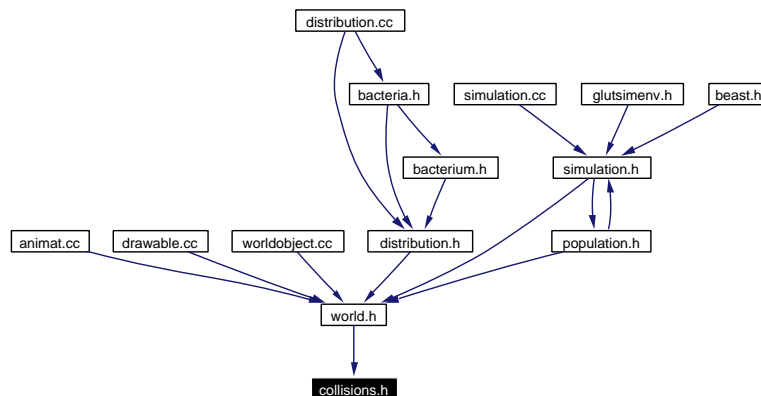 distribution.cc
bacteria.h
simulation.cc
glutsimenv.h
beast.h
bacterium.h
simulation.h
animat.cc
drawable.cc
worldobject.cc
distribution.h
population.h
world.h
collisions.h